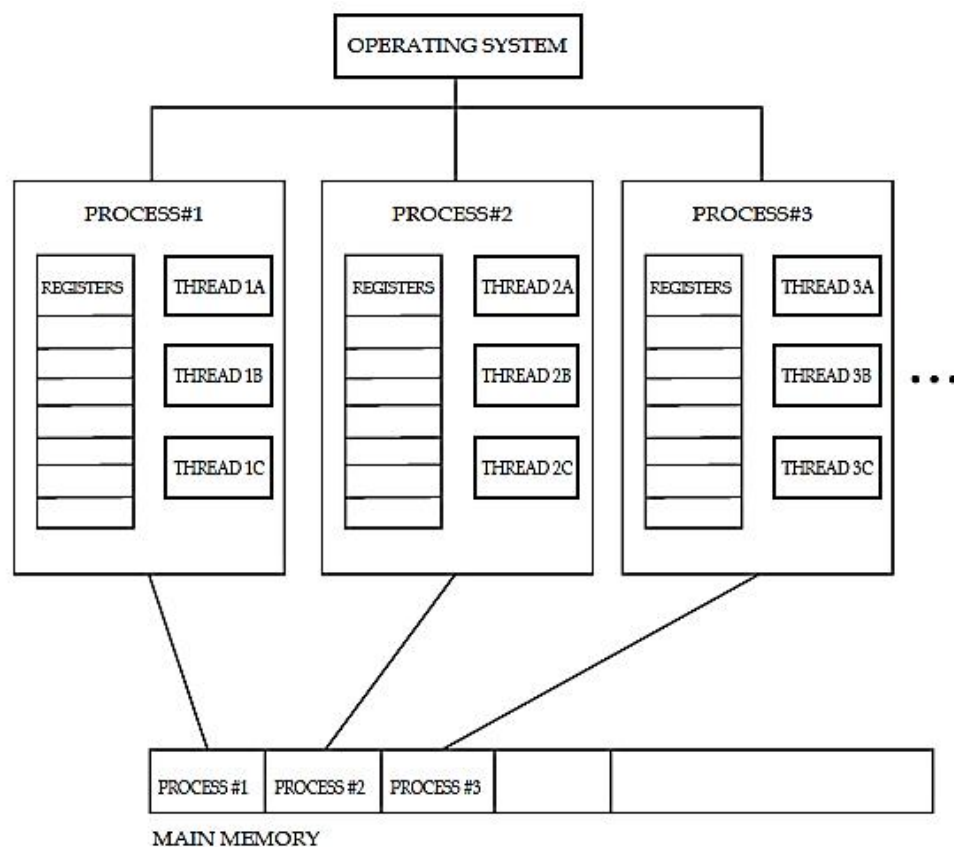 OPERATING SYSTEM
PROCESS#1
PROCESS#2
PROCESS#3
REGISTERS
THREAD 1A
REGISTERS
THREAD 2A
REGISTERS
THREAD 3A
THREAD 1B
THREAD 2B
THREAD 3B
...
THREAD 1C
THREAD 2C
THREAD 3C
PROCESS #1
PROCESS #2
PROCESS #3
MAIN MEMORY